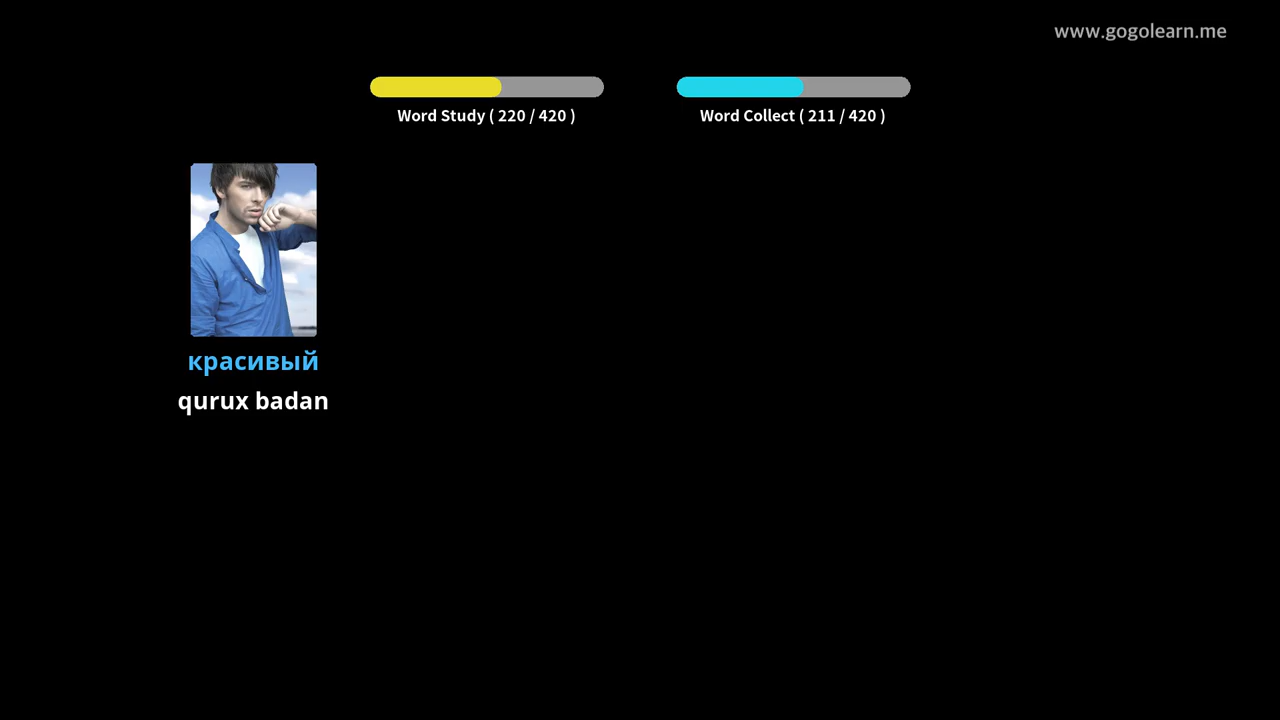 www.gogolearn.me
Word Study ( 220 / 420 )
Word Collect ( 211 / 420 )
красивый
qurux badan